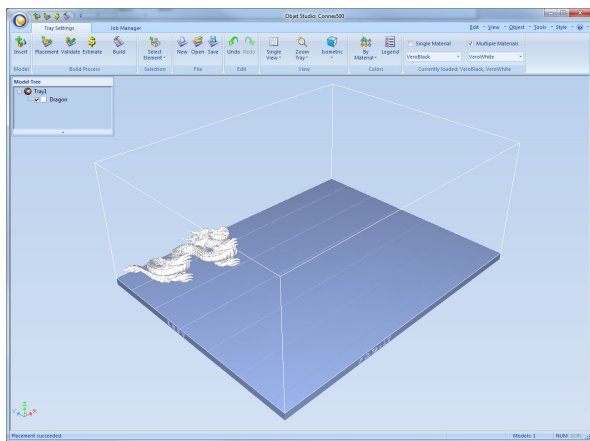 Objet Studio: Connex500
Tray Settings
Job Manager
Edit
View
Object
Tools
Style
Insert
Placement
Validate
Estimate
Build
Select Element
New
Open
Save
Undo
Redo
Single View
Zoom Tray
Isometric
By Material
Legend
Single Material
Multiple Materials
VeroBlack
VeroWhite
Model
Build Process
Selection
File
Edit
View
Colors
Currently loaded: VeroBlack, VeroWhite
Model Tree
Tray1
Dragon
Y
Z
X
Placement succeeded.
Models: 1
NUM
SCRL